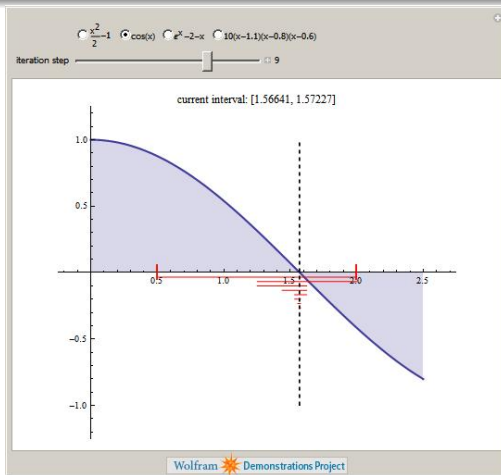 x²/2 −1 cos(x) eˣ −2−x 10(x−1.1)(x−0.8)(x−0.6)
iteration step 9
current interval: [1.56641, 1.57227]
1.0
0.5
0.5 1.0 1.5 2.0 2.5
−0.5
−1.0
Wolfram Demonstrations Project